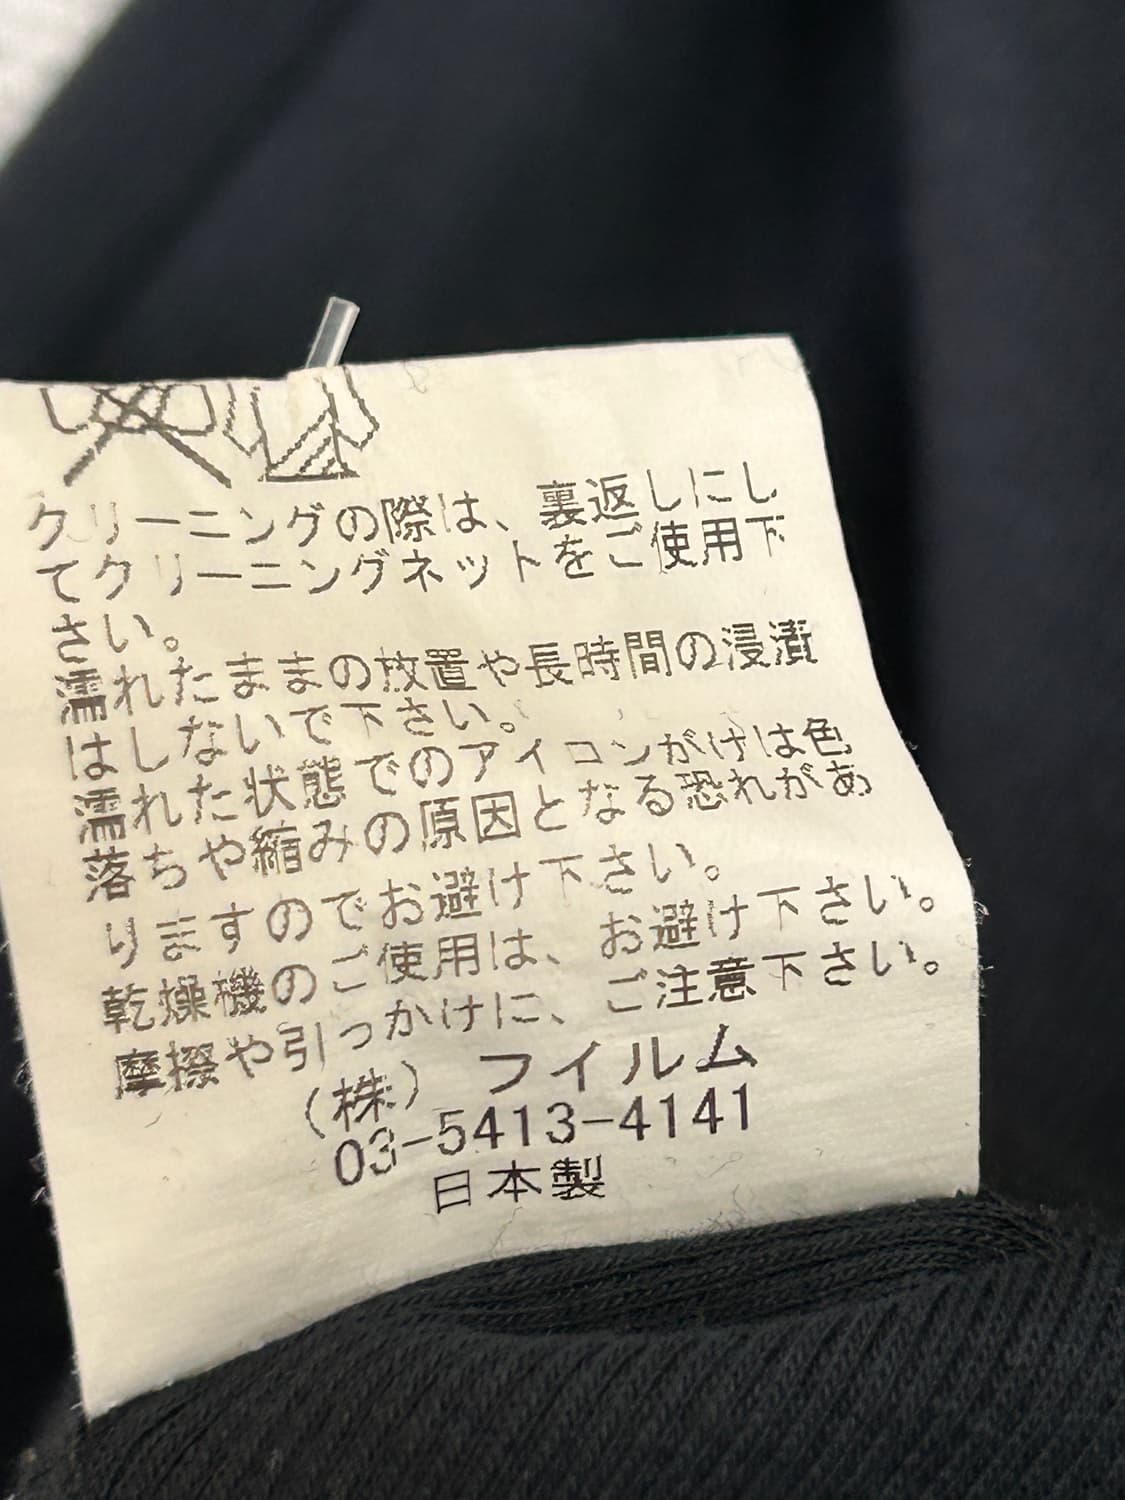 クリーニングの際は、裏返しにし
てクリーニングネットをご使用下
さい。
濡れたままの放置や長時間の浸漬
はしないで下さい。
濡れた状態でのアイコンがけは色
落ちや縮みの原因となる恐れがあ
りますのでお避け下さい。
乾燥機のご使用は、お避け下さい。
摩擦や引っかけに、ご注意下さい。
(株) フイルム
03-5413-4141
日本製